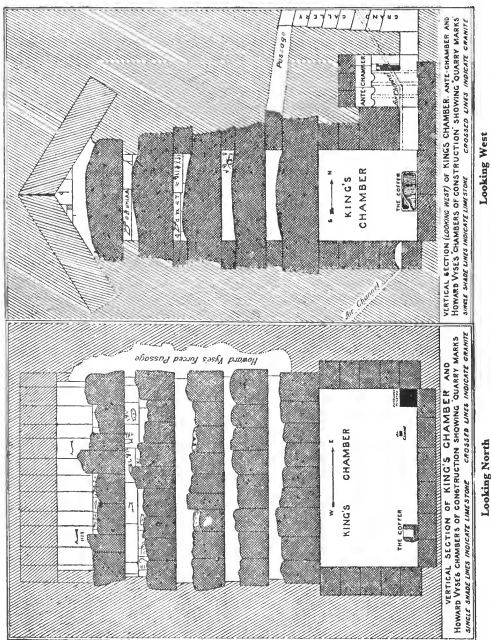 GRAND GALLERY
Passage
ANTE-CHAMBER
S N
KING'S
CHAMBER
THE COFFER
Air Channel
VERTICAL SECTION (LOOKING WEST) OF KING'S CHAMBER, ANTE-CHAMBER AND
HOWARD VYSE'S CHAMBERS OF CONSTRUCTION SHOWING QUARRY MARKS
SINGLE SHADE LINES INDICATE LIMESTONE CROSSED LINES INDICATE GRANITE
Looking West
Howard Vyse's Forced Passage
W E
KING'S CHAMBER
THE COFFER
VERTICAL SECTION OF KING'S CHAMBER AND
HOWARD VYSE'S CHAMBERS OF CONSTRUCTION SHOWING QUARRY MARKS
SINGLE SHADE LINES INDICATE LIMESTONE CROSSED LINES INDICATE GRANITE
Looking North